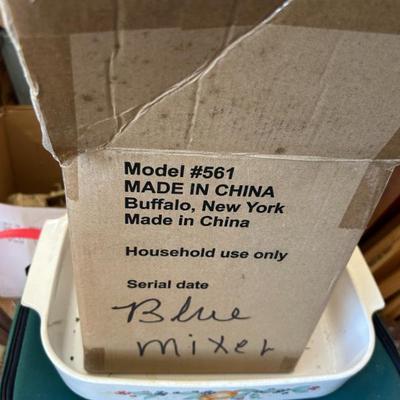 Model #561
MADE IN CHINA
Buffalo, New York
Made in China
Household use only
Serial date
Blue
mixer